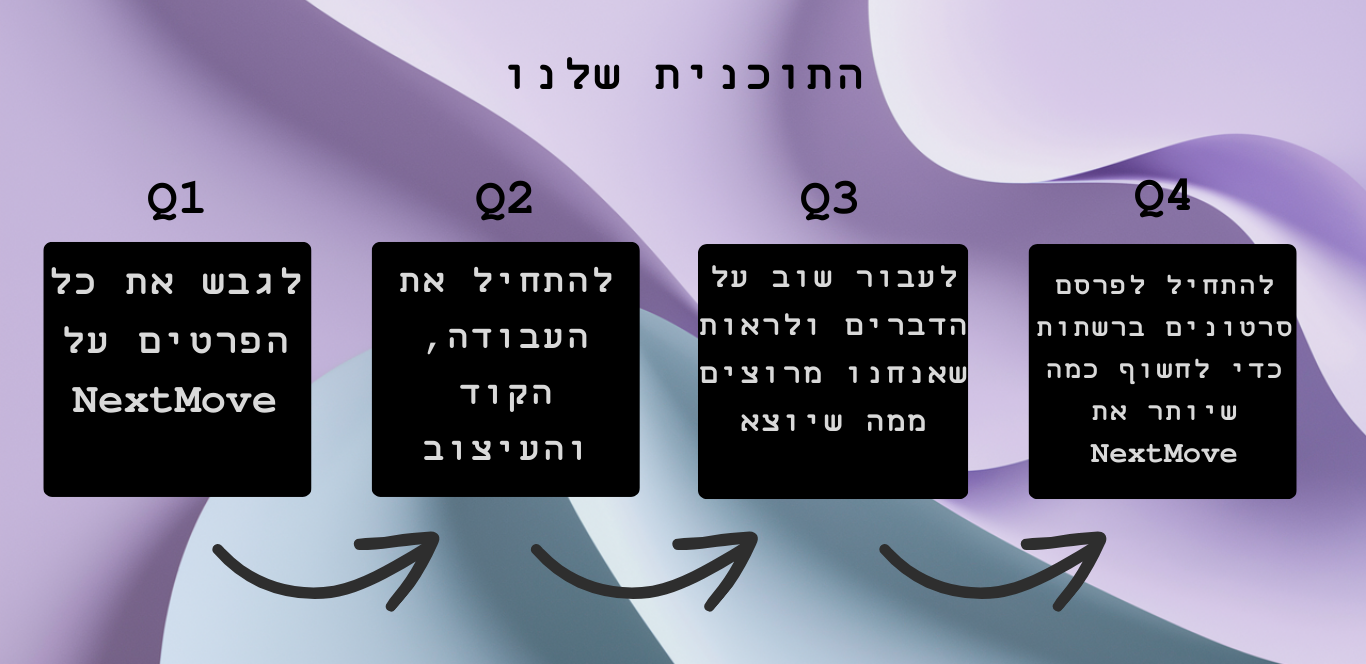 התוכנית שלנו
Q1
לגבש את כל
הפרטים על
NextMove
Q2
להתחיל את
העבודה,
הקוד
והעיצוב
Q3
לעבור שוב על
הדברים ולראות
שאנחנו מרוצים
ממה שיוצא
Q4
להתחיל לפרסם
סרטונים ברשתות
כדי לחשוף כמה
שיותר את
NextMove